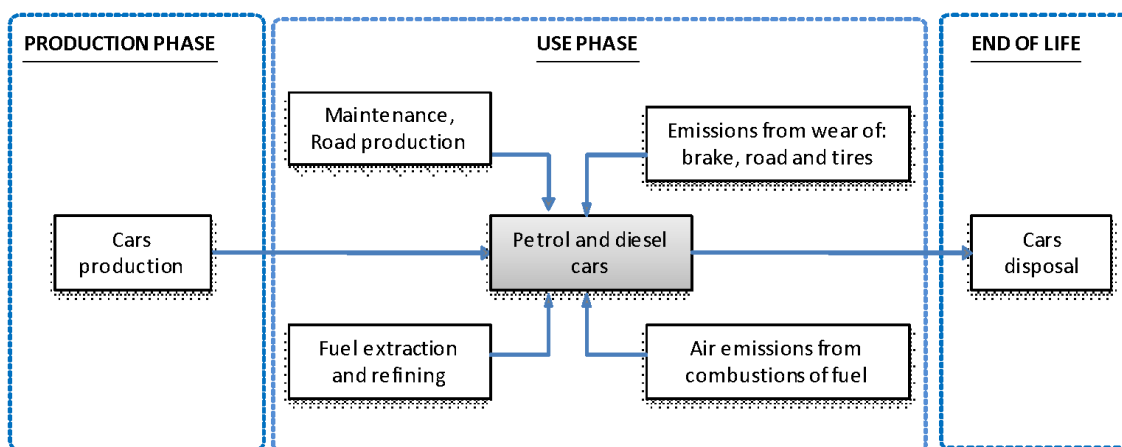 PRODUCTION PHASE
USE PHASE
END OF LIFE
Maintenance,
Road production
Emissions from wear of:
brake, road and tires
Cars
production
Petrol and diesel
cars
Cars
disposal
Fuel extraction
and refining
Air emissions from
combustions of fuel